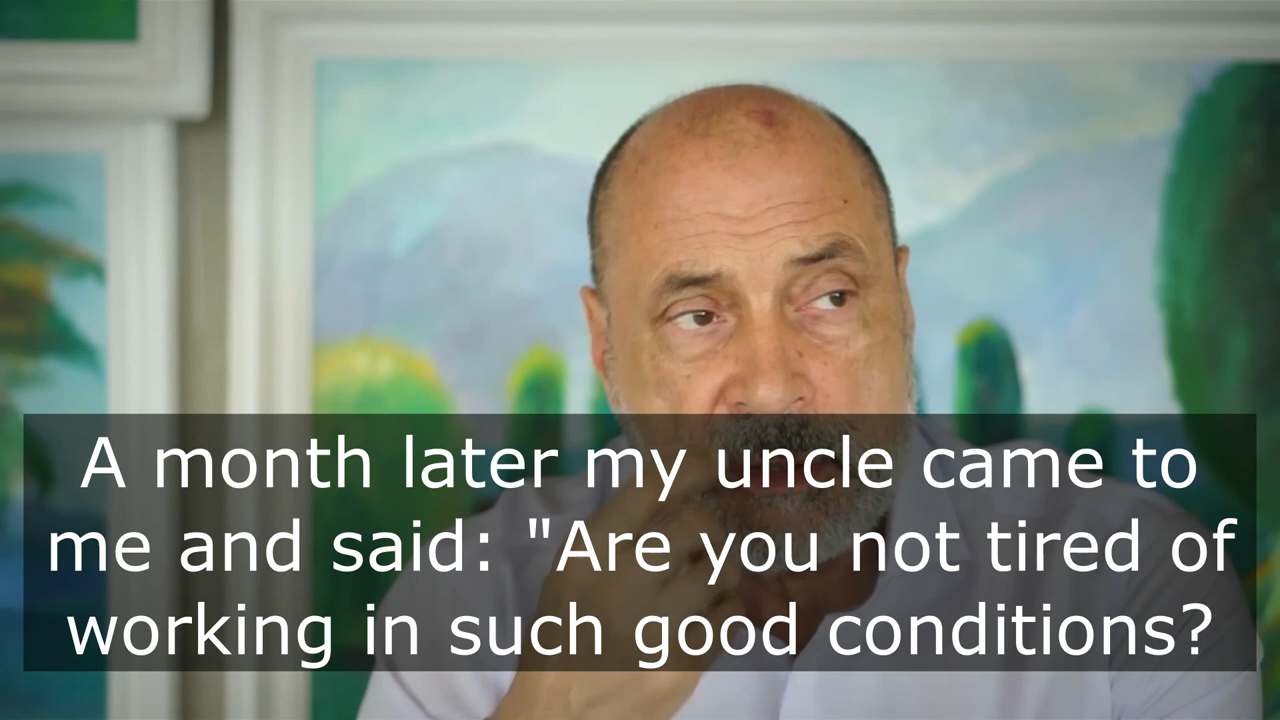 A month later my uncle came to
me and said: "Are you not tired of
working in such good conditions?